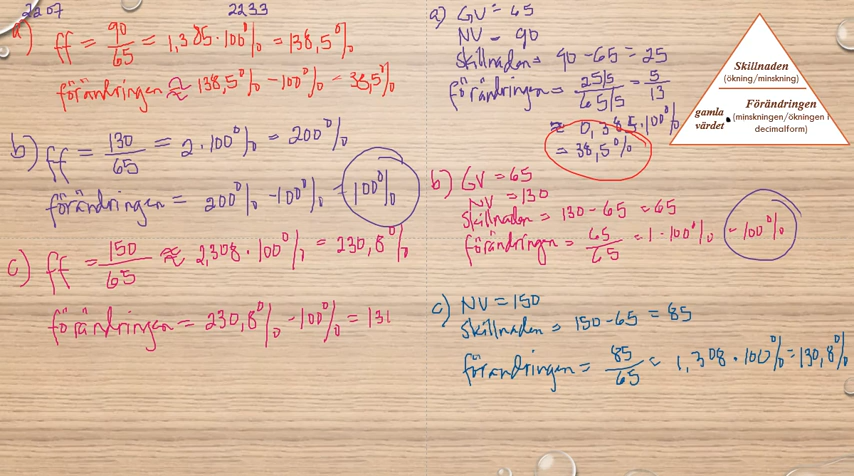 2207
2233
a) ff = 90/65 = 1,385·100% = 138,5%
förändringen ≈ 138,5% - 100% = 38,5%
b) ff = 130/65 = 2·100% = 200%
förändringen = 200% - 100% = 100%
c) ff = 150/65 ≈ 2,308·100% = 230,8%
förändringen = 230,8% - 100% = 131
a) GV = 65
NV = 90
skillnaden = 90 - 65 = 25
förändringen = 25/5 / 65/5 = 5/13
≈ 0,385·100%
= 38,5%
b) GV = 65
NV = 130
skillnaden = 130 - 65 = 65
förändringen = 65/65 = 1·100% = 100%
c) NV = 150
skillnaden = 150 - 65 = 85
förändringen = 85/65 = 1,308·100% = 130,8%
Skillnaden
(ökning/minskning)
gamla
värdet
Förändringen
(minskningen/ökningen i
decimalform)